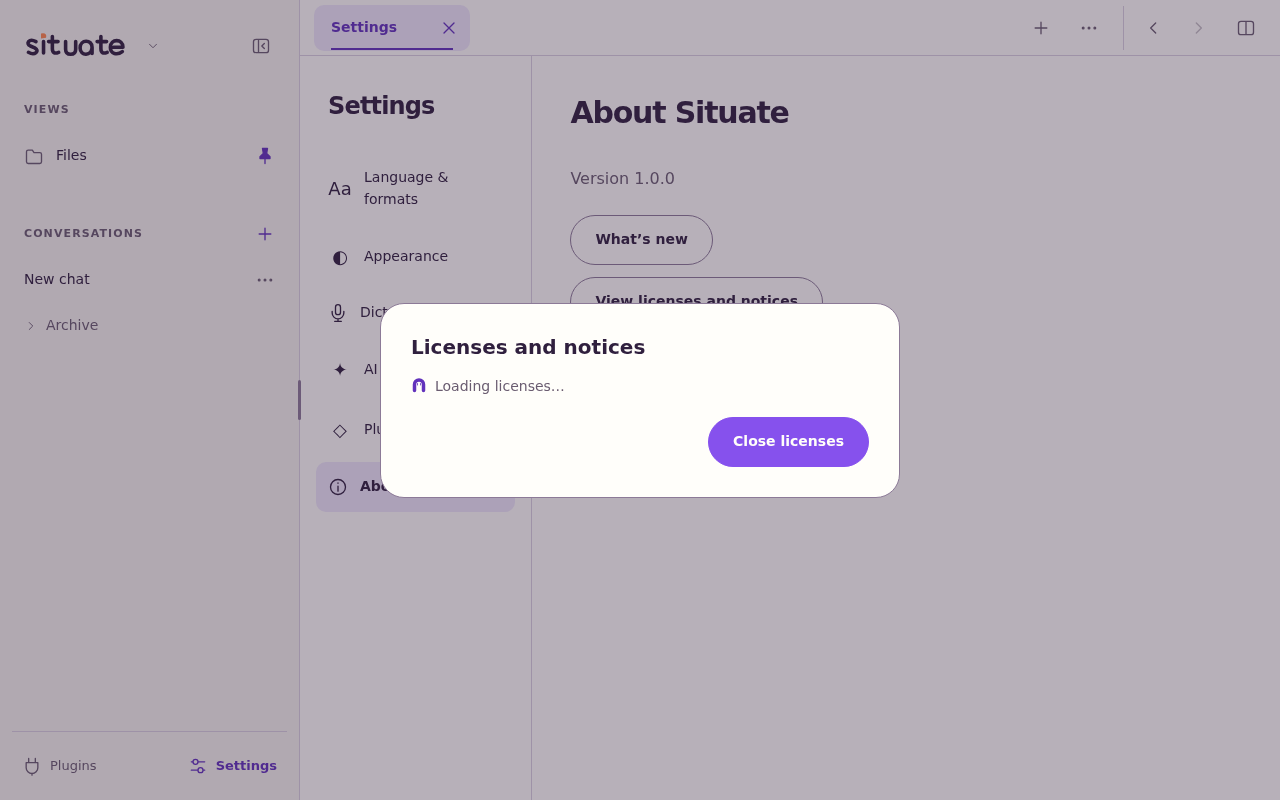 situate
Settings
VIEWS
Files
CONVERSATIONS
New chat
Archive
Plugins
Settings
Settings
Aa
Language &
formats
Appearance
AI
About Situate
Version 1.0.0
What’s new
View licenses and notices
Licenses and notices
Loading licenses…
Close licenses